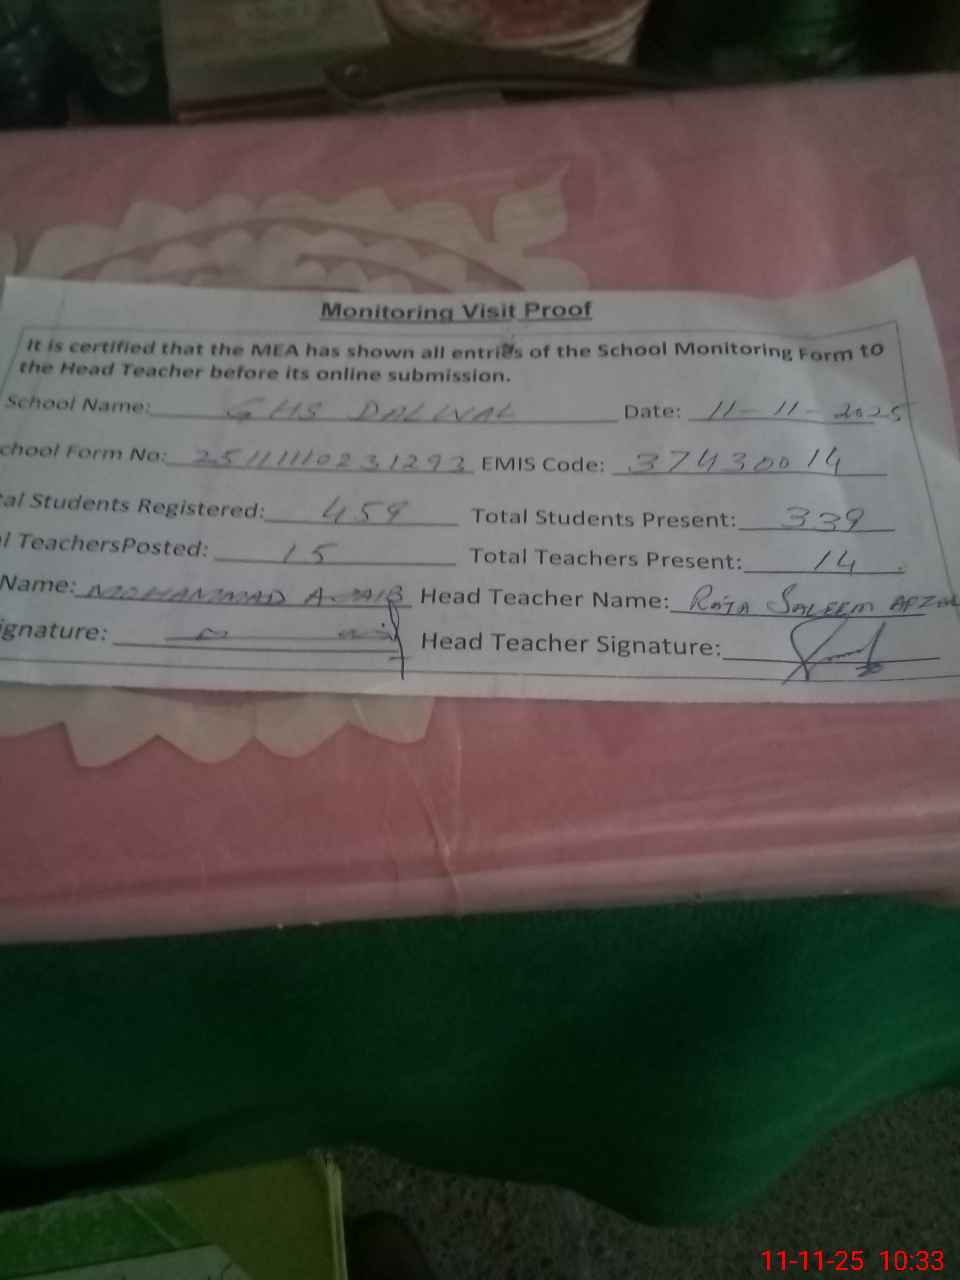 Monitoring Visit Proof
It is certified that the MEA has shown all entries of the School Monitoring Form to
the Head Teacher before its online submission.
School Name: GHS DALWAL Date: 11-11-2025
chool Form No: EMIS Code: 37430014
tal Students Registered: 459 Total Students Present: 339
l TeachersPosted: 15 Total Teachers Present: 14
Name: MOHAMMAD Head Teacher Name: RAJA SALEEM AFZAL
ignature: Head Teacher Signature:
11-11-25 10:33